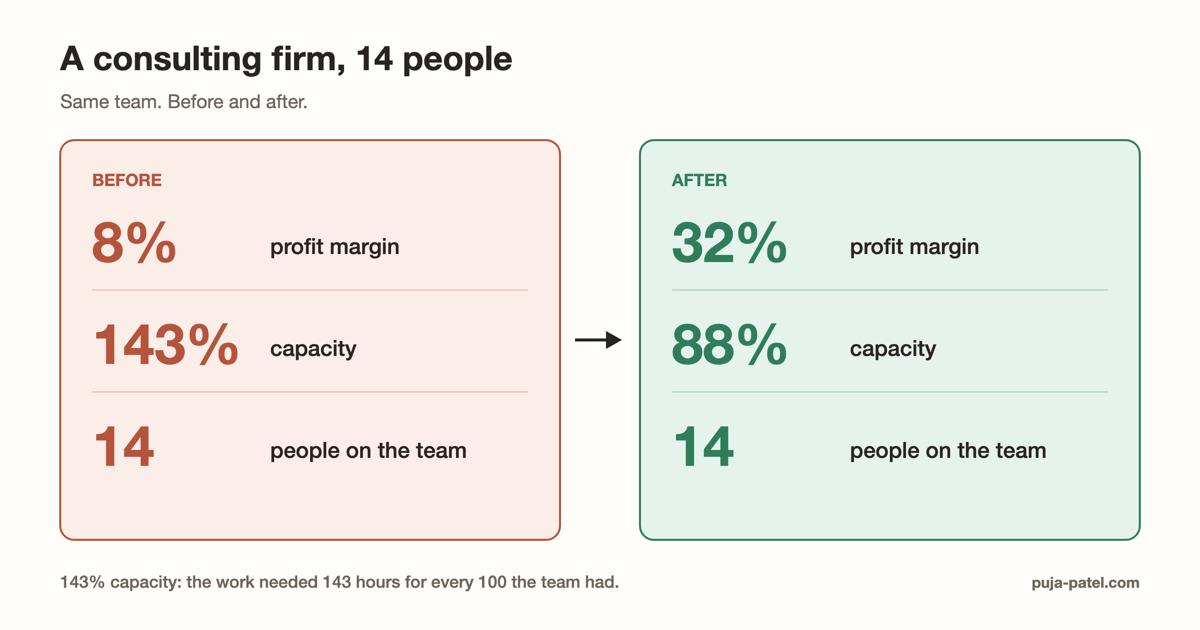 A consulting firm, 14 people
Same team. Before and after.
BEFORE
8% profit margin
143% capacity
14 people on the team
AFTER
32% profit margin
88% capacity
14 people on the team
143% capacity: the work needed 143 hours for every 100 the team had.
puja-patel.com